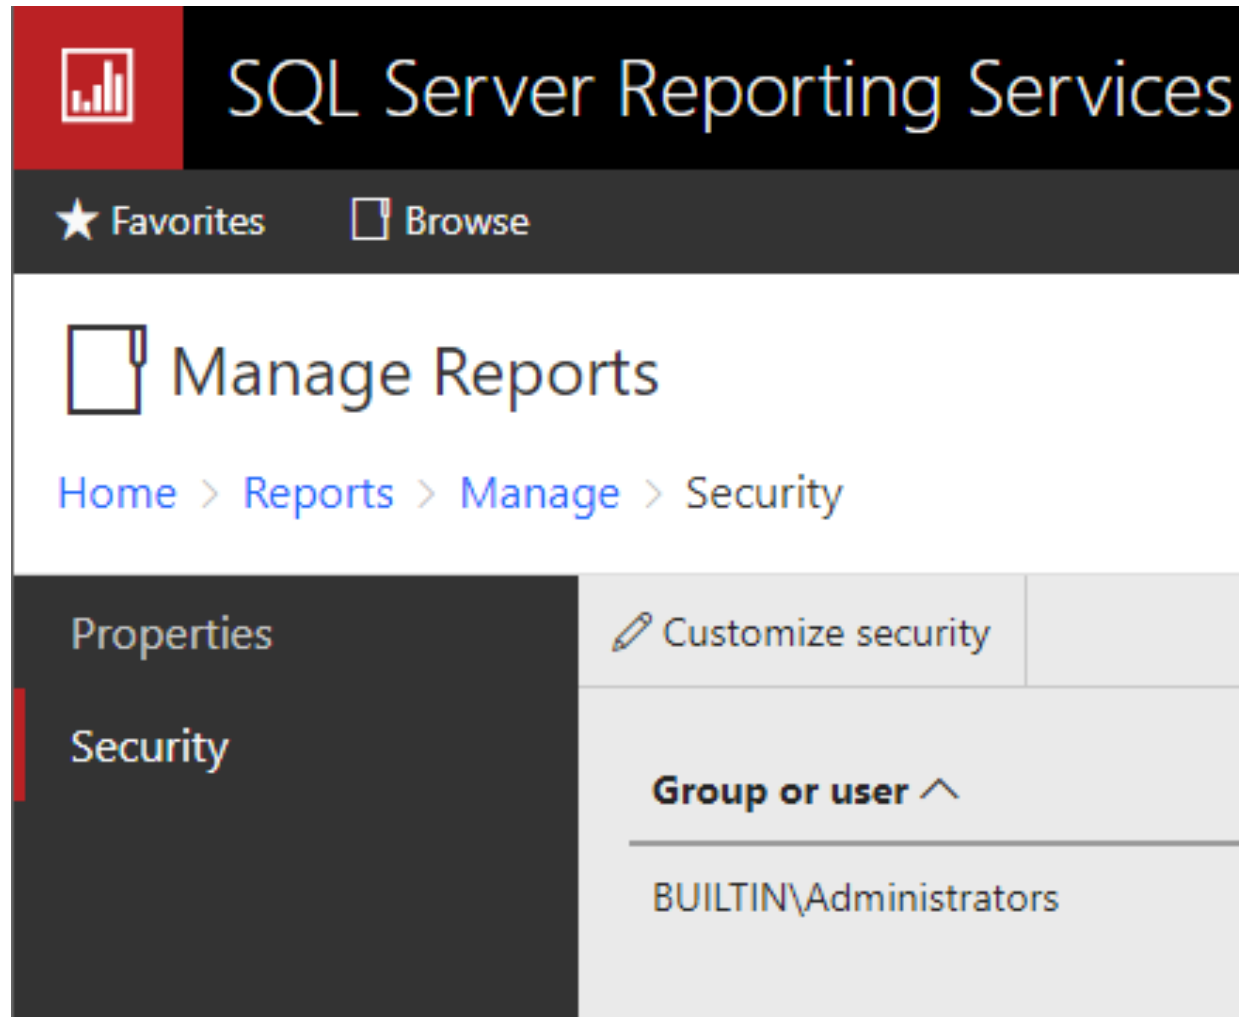 SQL Server Reporting Services
Favorites Browse
Manage Reports
Home > Reports > Manage > Security
Properties
Customize security
Security
Group or user
BUILTIN\Administrators